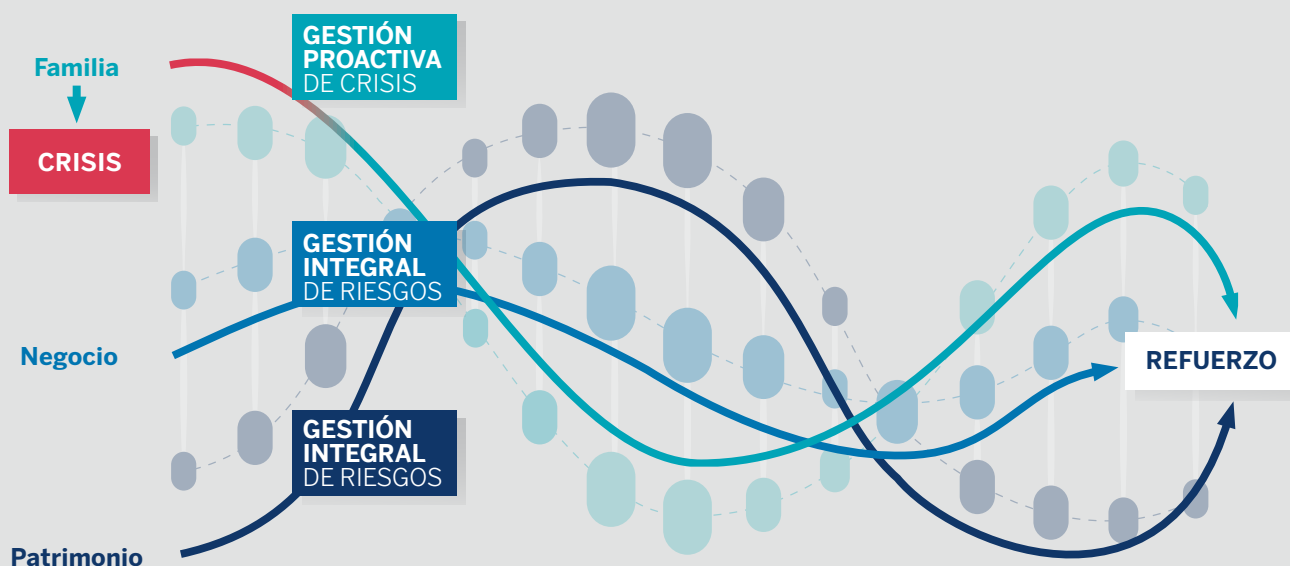 Familia
CRISIS
GESTIÓN
PROACTIVA
DE CRISIS
GESTIÓN
INTEGRAL
DE RIESGOS
Negocio
REFUERZO
GESTIÓN
INTEGRAL
DE RIESGOS
Patrimonio